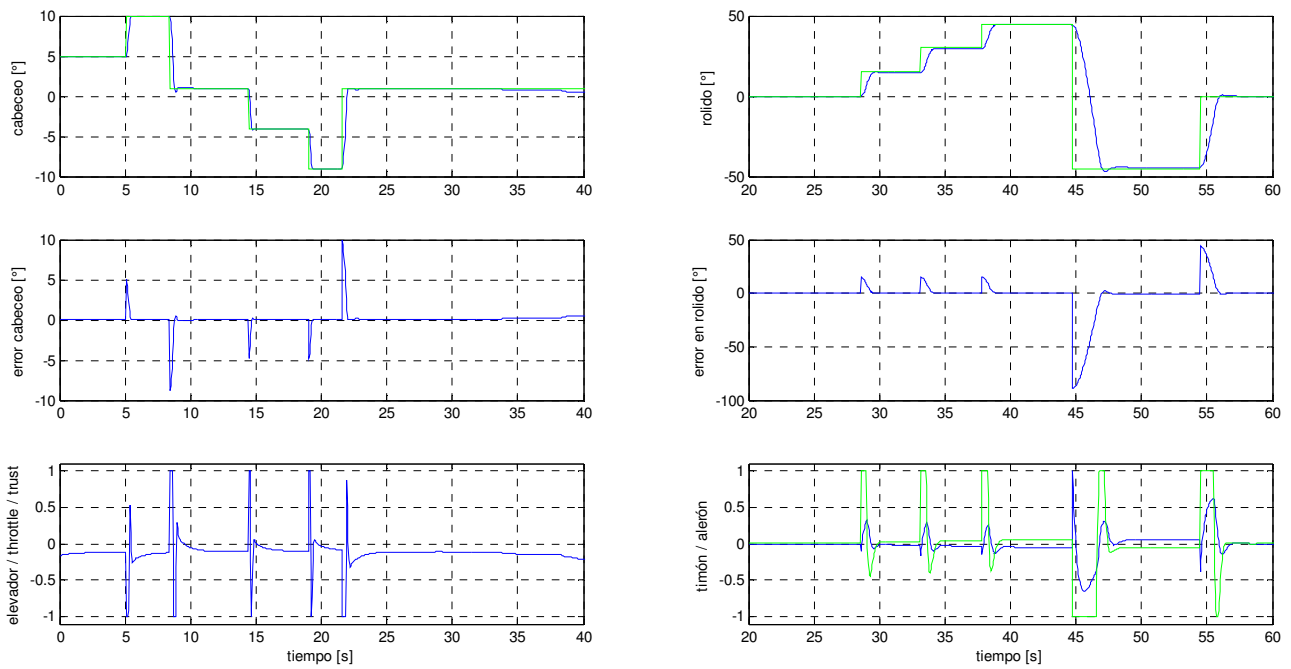 cabeceo [°]
10
5
0
-5
-10
0 5 10 15 20 25 30 35 40
rolido [°]
50
0
-50
20 25 30 35 40 45 50 55 60
error cabeceo [°]
10
5
0
-5
-10
0 5 10 15 20 25 30 35 40
error en rolido [°]
50
0
-50
-100
20 25 30 35 40 45 50 55 60
elevador / throttle / trust
1
0.5
0
-0.5
-1
0 5 10 15 20 25 30 35 40
tiempo [s]
timón / alerón
1
0.5
0
-0.5
-1
20 25 30 35 40 45 50 55 60
tiempo [s]